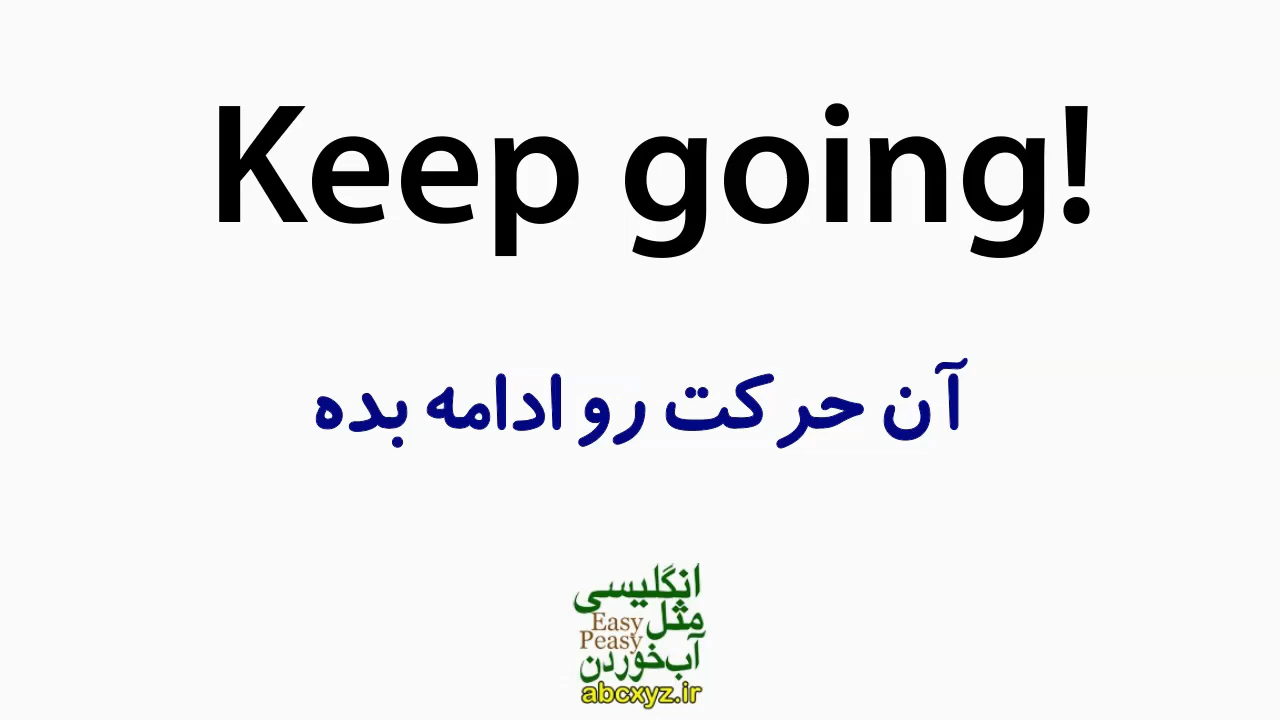 Keep going!
آن حرکت رو ادامه بده
انگلیسی
مثل
Easy
Peasy
آب‌خوردن
abcxyz.ir